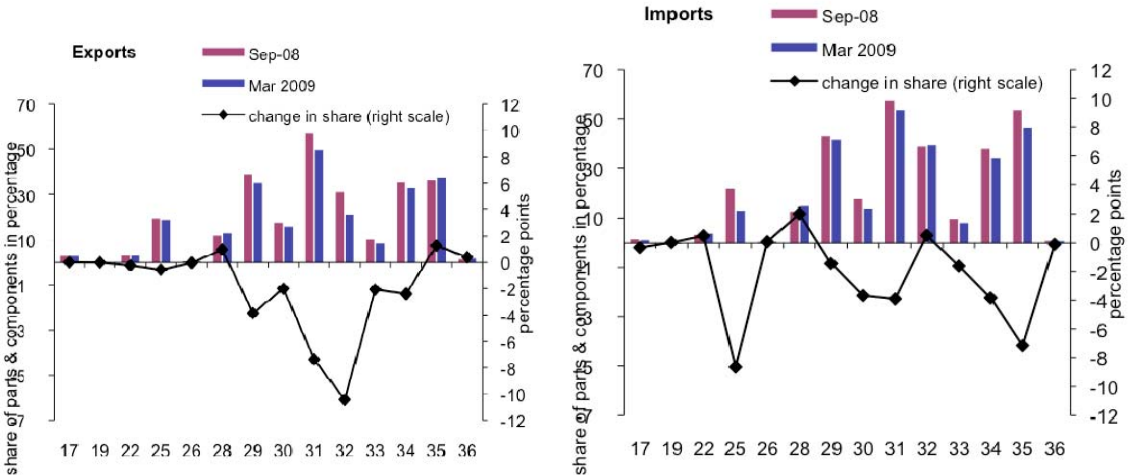 Exports
Sep-08
Mar 2009
change in share (right scale)
share of parts & components in percentage
70
50
30
10
12
10
8
6
4
2
0
-2
-4
-6
-8
-10
-12
percentage points
17 19 22 25 26 28 29 30 31 32 33 34 35 36
Imports
Sep-08
Mar 2009
change in share (right scale)
share of parts & components in percentage
70
50
30
10
12
10
8
6
4
2
0
-2
-4
-6
-8
-10
-12
percentage points
17 19 22 25 26 28 29 30 31 32 33 34 35 36